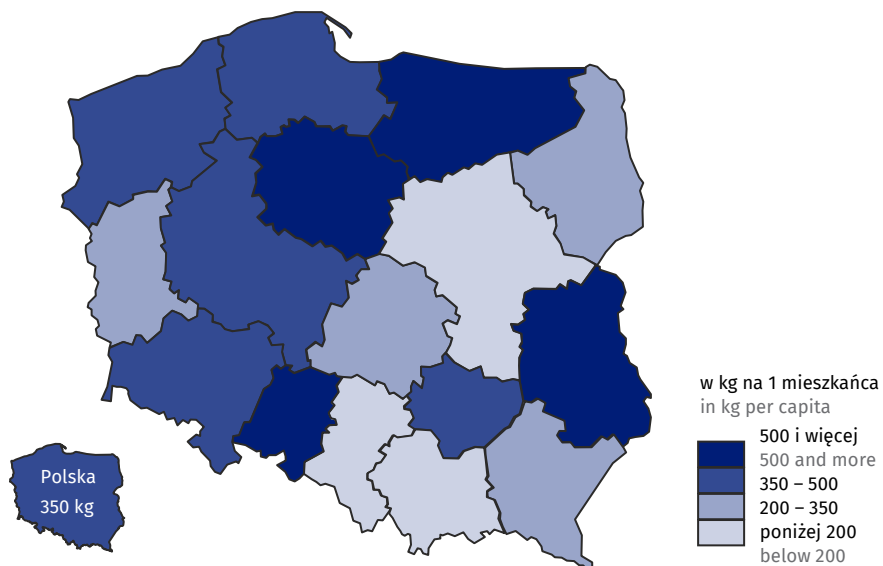 w kg na 1 mieszkańca
in kg per capita
500 i więcej
500 and more
350 – 500
200 – 350
poniżej 200
below 200
Polska
350 kg